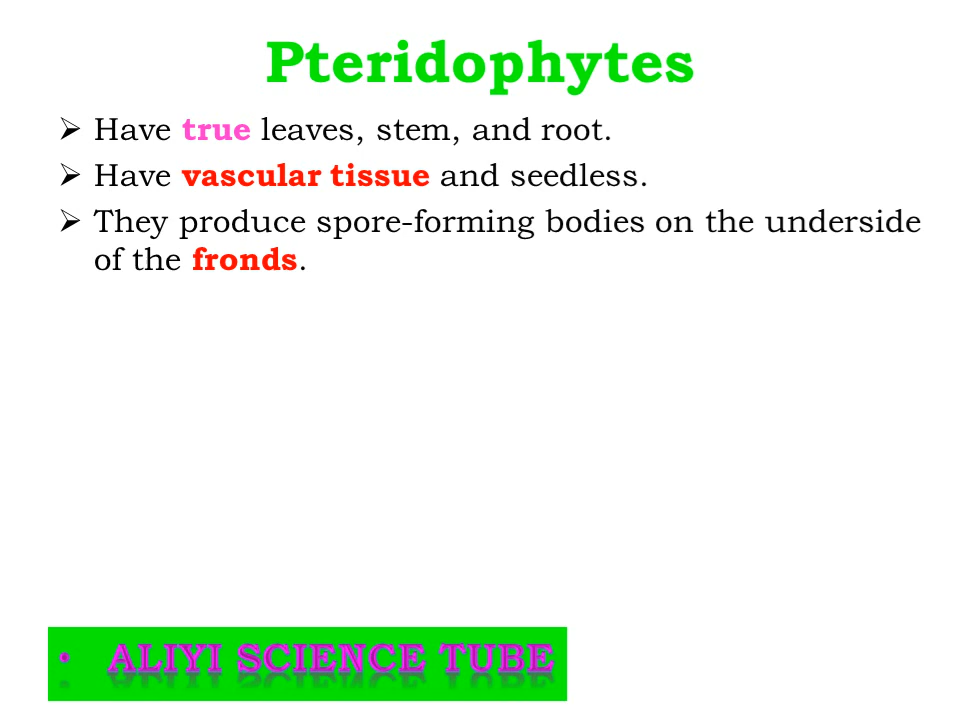 Pteridophytes
➢ Have true leaves, stem, and root.
➢ Have vascular tissue and seedless.
➢ They produce spore-forming bodies on the underside
of the fronds.
• ALIYI SCIENCE TUBE